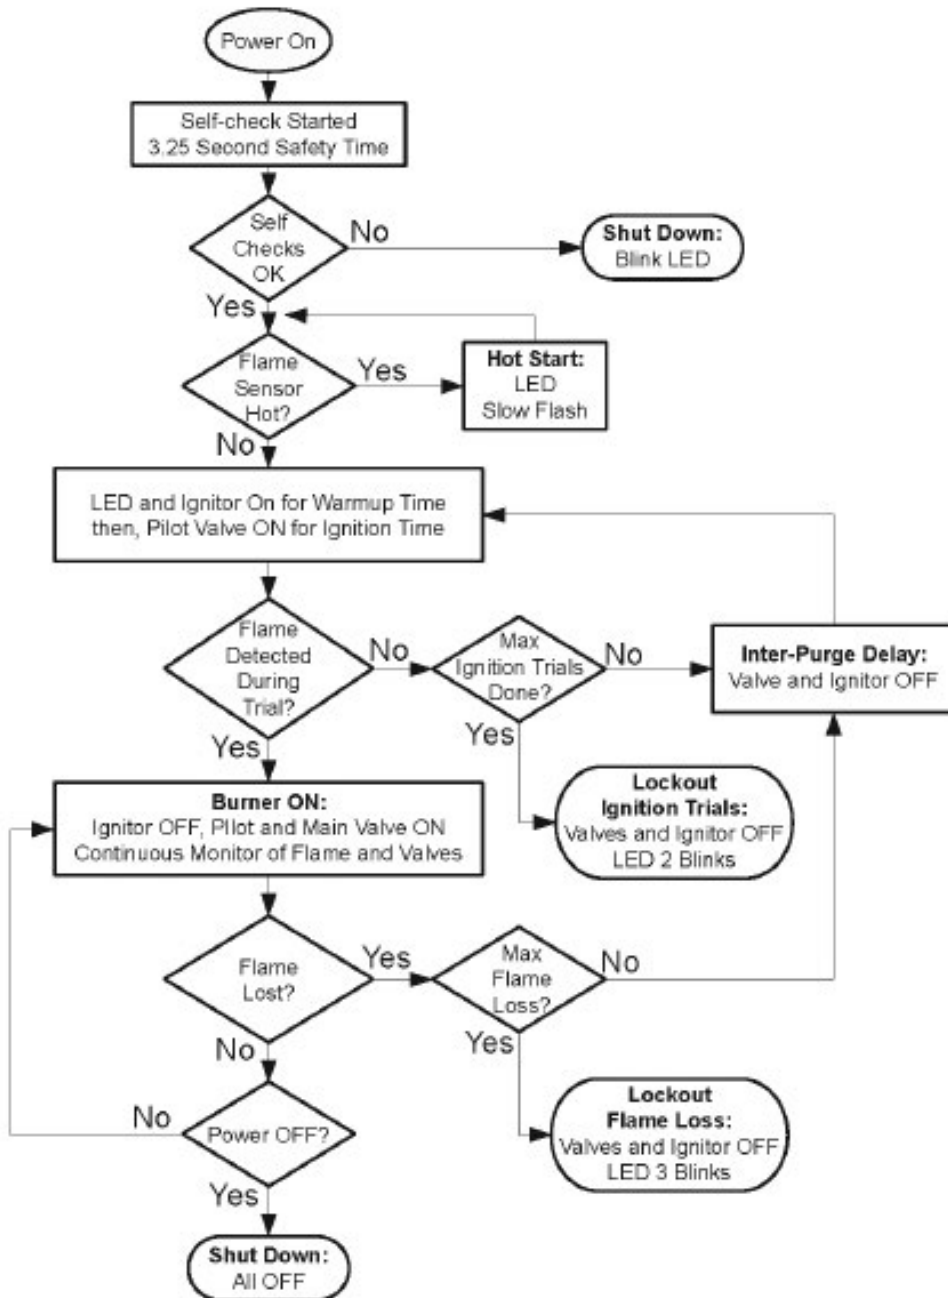 Power On
Self-check Started
3.25 Second Safety Time
Self
Checks
OK
No
Shut Down:
Blink LED
Yes
Flame
Sensor
Hot?
Yes
Hot Start:
LED
Slow Flash
No
LED and Ignitor On for Warmup Time
then, Pilot Valve ON for Ignition Time
Flame
Detected
During
Trial?
No
Max
Ignition Trials
Done?
No
Inter-Purge Delay:
Valve and Ignitor OFF
Yes
Yes
Lockout
Ignition Trials:
Valves and Ignitor OFF
LED 2 Blinks
Burner ON:
Ignitor OFF, PIlot and Main Valve ON
Continuous Monitor of Flame and Valves
Flame
Lost?
Yes
Max
Flame
Loss?
No
No
Yes
Lockout
Flame Loss:
Valves and Ignitor OFF
LED 3 Blinks
Power OFF?
No
Yes
Shut Down:
All OFF